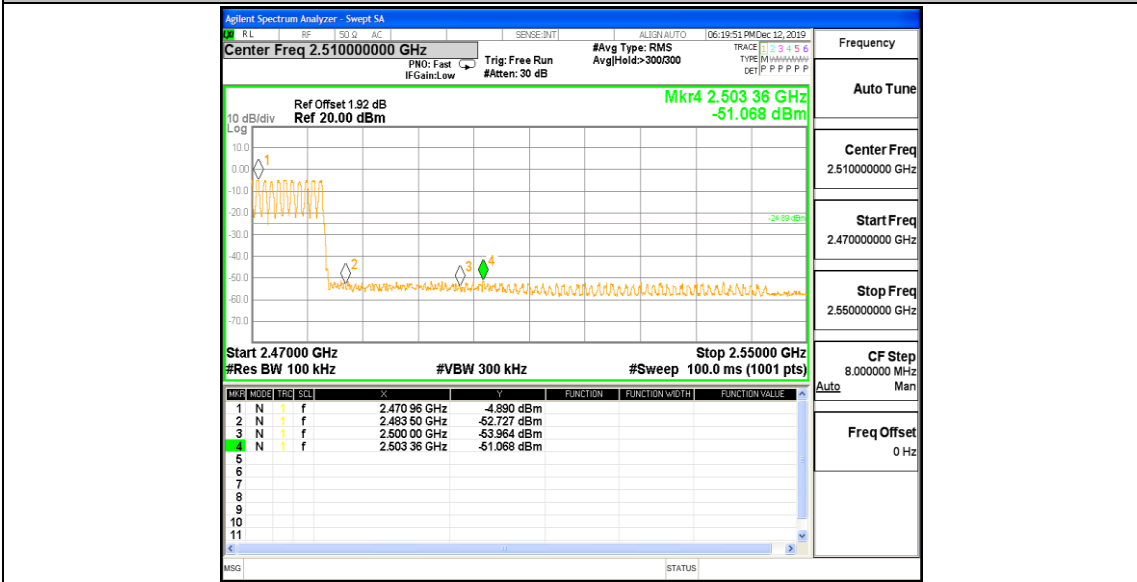 Agilent Spectrum Analyzer - Swept SA
RL RF 50 Ω AC SENSE:INT ALIGN AUTO 06:19:51 PM Dec 12, 2019
Center Freq 2.510000000 GHz
PNO: Fast
IFGain:Low
Trig: Free Run
#Atten: 30 dB
#Avg Type: RMS
Avg|Hold:>300/300
TRACE 1 2 3 4 5 6
TYPE M
DET P P P P P P
Ref Offset 1.92 dB
Ref 20.00 dBm
10 dB/div
Log
Mkr4 2.503 36 GHz
-51.068 dBm
10.0
0.00
-10.0
-20.0
-30.0
-40.0
-50.0
-60.0
-70.0
1
2
3
4
-24.89 dBm
Start 2.47000 GHz Stop 2.55000 GHz
#Res BW 100 kHz #VBW 300 kHz #Sweep 100.0 ms (1001 pts)
MKR MODE TRC SCL X Y FUNCTION FUNCTION WIDTH FUNCTION VALUE
1 N 1 f 2.470 96 GHz -4.890 dBm
2 N 1 f 2.483 50 GHz -52.727 dBm
3 N 1 f 2.500 00 GHz -53.964 dBm
4 N 1 f 2.503 36 GHz -51.068 dBm
5
6
7
8
9
10
11
MSG STATUS
Frequency
Auto Tune
Center Freq
2.510000000 GHz
Start Freq
2.470000000 GHz
Stop Freq
2.550000000 GHz
CF Step
8.000000 MHz
Auto Man
Freq Offset
0 Hz